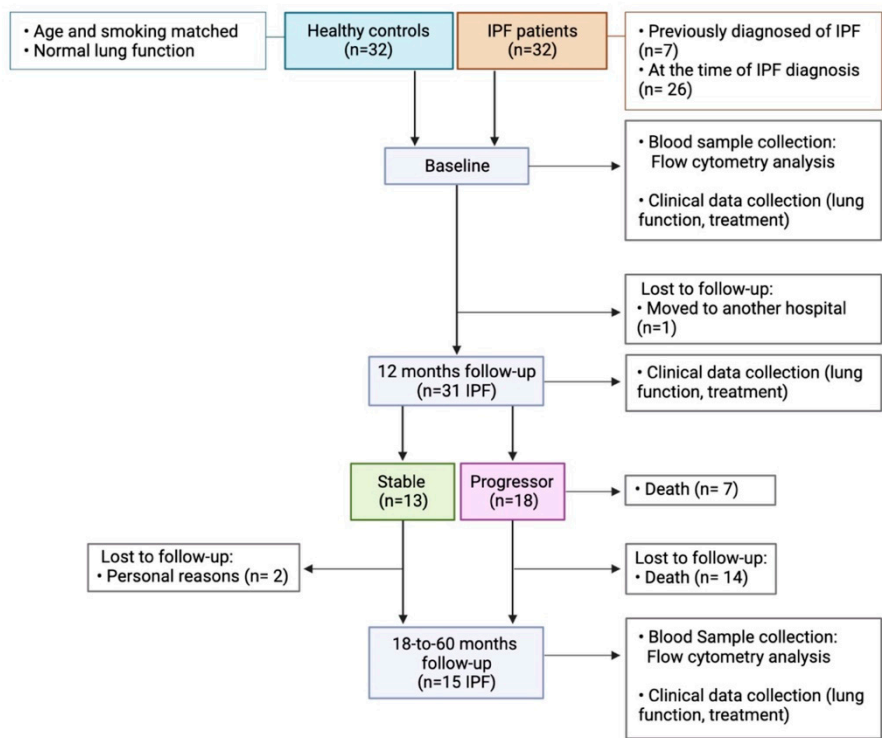 • Age and smoking matched
• Normal lung function
Healthy controls
(n=32)
IPF patients
(n=32)
• Previously diagnosed of IPF
(n=7)
• At the time of IPF diagnosis
(n= 26)
Baseline
• Blood sample collection:
Flow cytometry analysis
• Clinical data collection (lung
function, treatment)
Lost to follow-up:
• Moved to another hospital
(n=1)
12 months follow-up
(n=31 IPF)
• Clinical data collection (lung
function, treatment)
Stable
(n=13)
Progressor
(n=18)
• Death (n= 7)
Lost to follow-up:
• Personal reasons (n= 2)
Lost to follow-up:
• Death (n= 14)
18-to-60 months
follow-up
(n=15 IPF)
• Blood Sample collection:
Flow cytometry analysis
• Clinical data collection (lung
function, treatment)